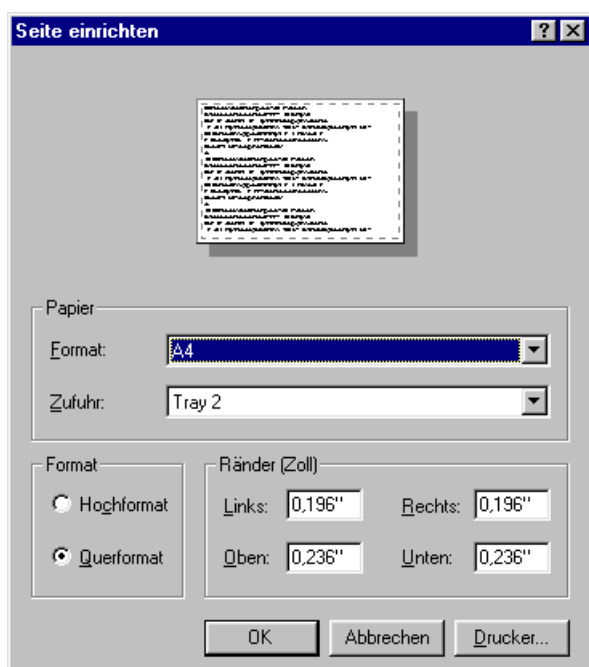 Seite einrichten
Papier
Format: A4
Zufuhr: Tray 2
Format
Hochformat
Querformat
Ränder (Zoll)
Links: 0,196" Rechts: 0,196"
Oben: 0,236" Unten: 0,236"
OK Abbrechen Drucker...